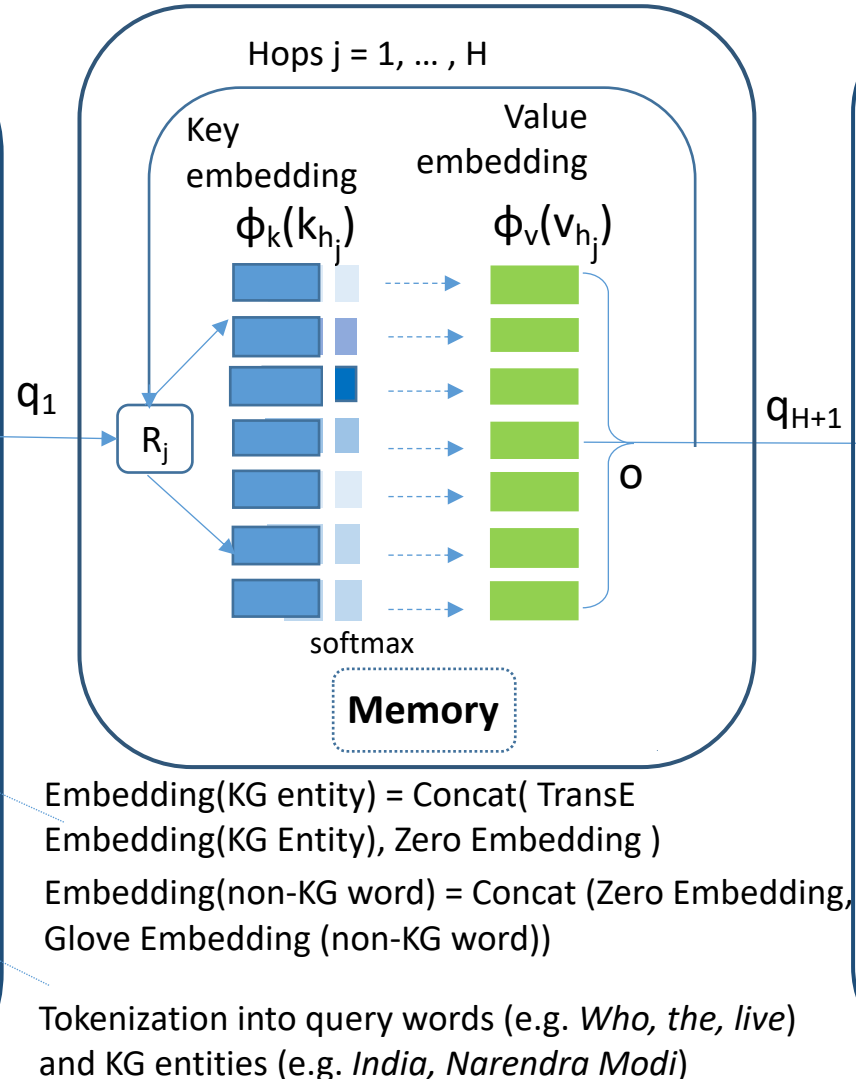 Hops j = 1, … , H
Key
embedding
Value
embedding
ϕk(khj)
ϕv(vhj)
q1
Rj
qH+1
o
softmax
Memory
Embedding(KG entity) = Concat( TransE
Embedding(KG Entity), Zero Embedding )
Embedding(non-KG word) = Concat (Zero Embedding,
Glove Embedding (non-KG word))
Tokenization into query words (e.g. Who, the, live)
and KG entities (e.g. India, Narendra Modi)